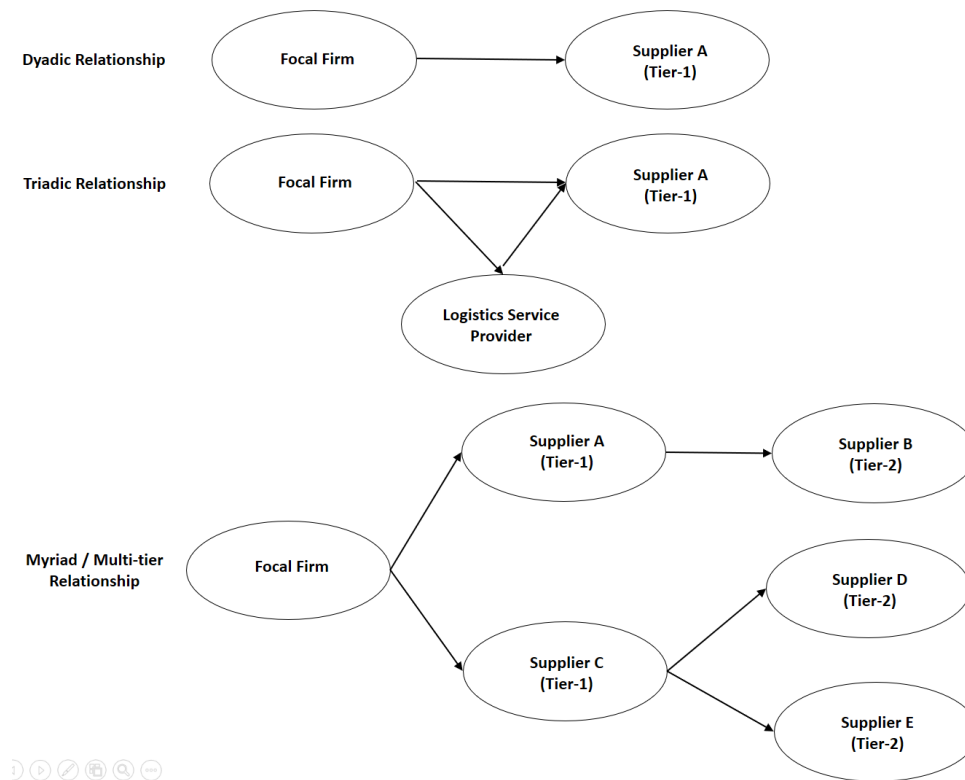 Dyadic Relationship
Focal Firm
Supplier A
(Tier-1)
Triadic Relationship
Focal Firm
Supplier A
(Tier-1)
Logistics Service
Provider
Supplier A
(Tier-1)
Supplier B
(Tier-2)
Myriad / Multi-tier
Relationship
Focal Firm
Supplier D
(Tier-2)
Supplier C
(Tier-1)
Supplier E
(Tier-2)